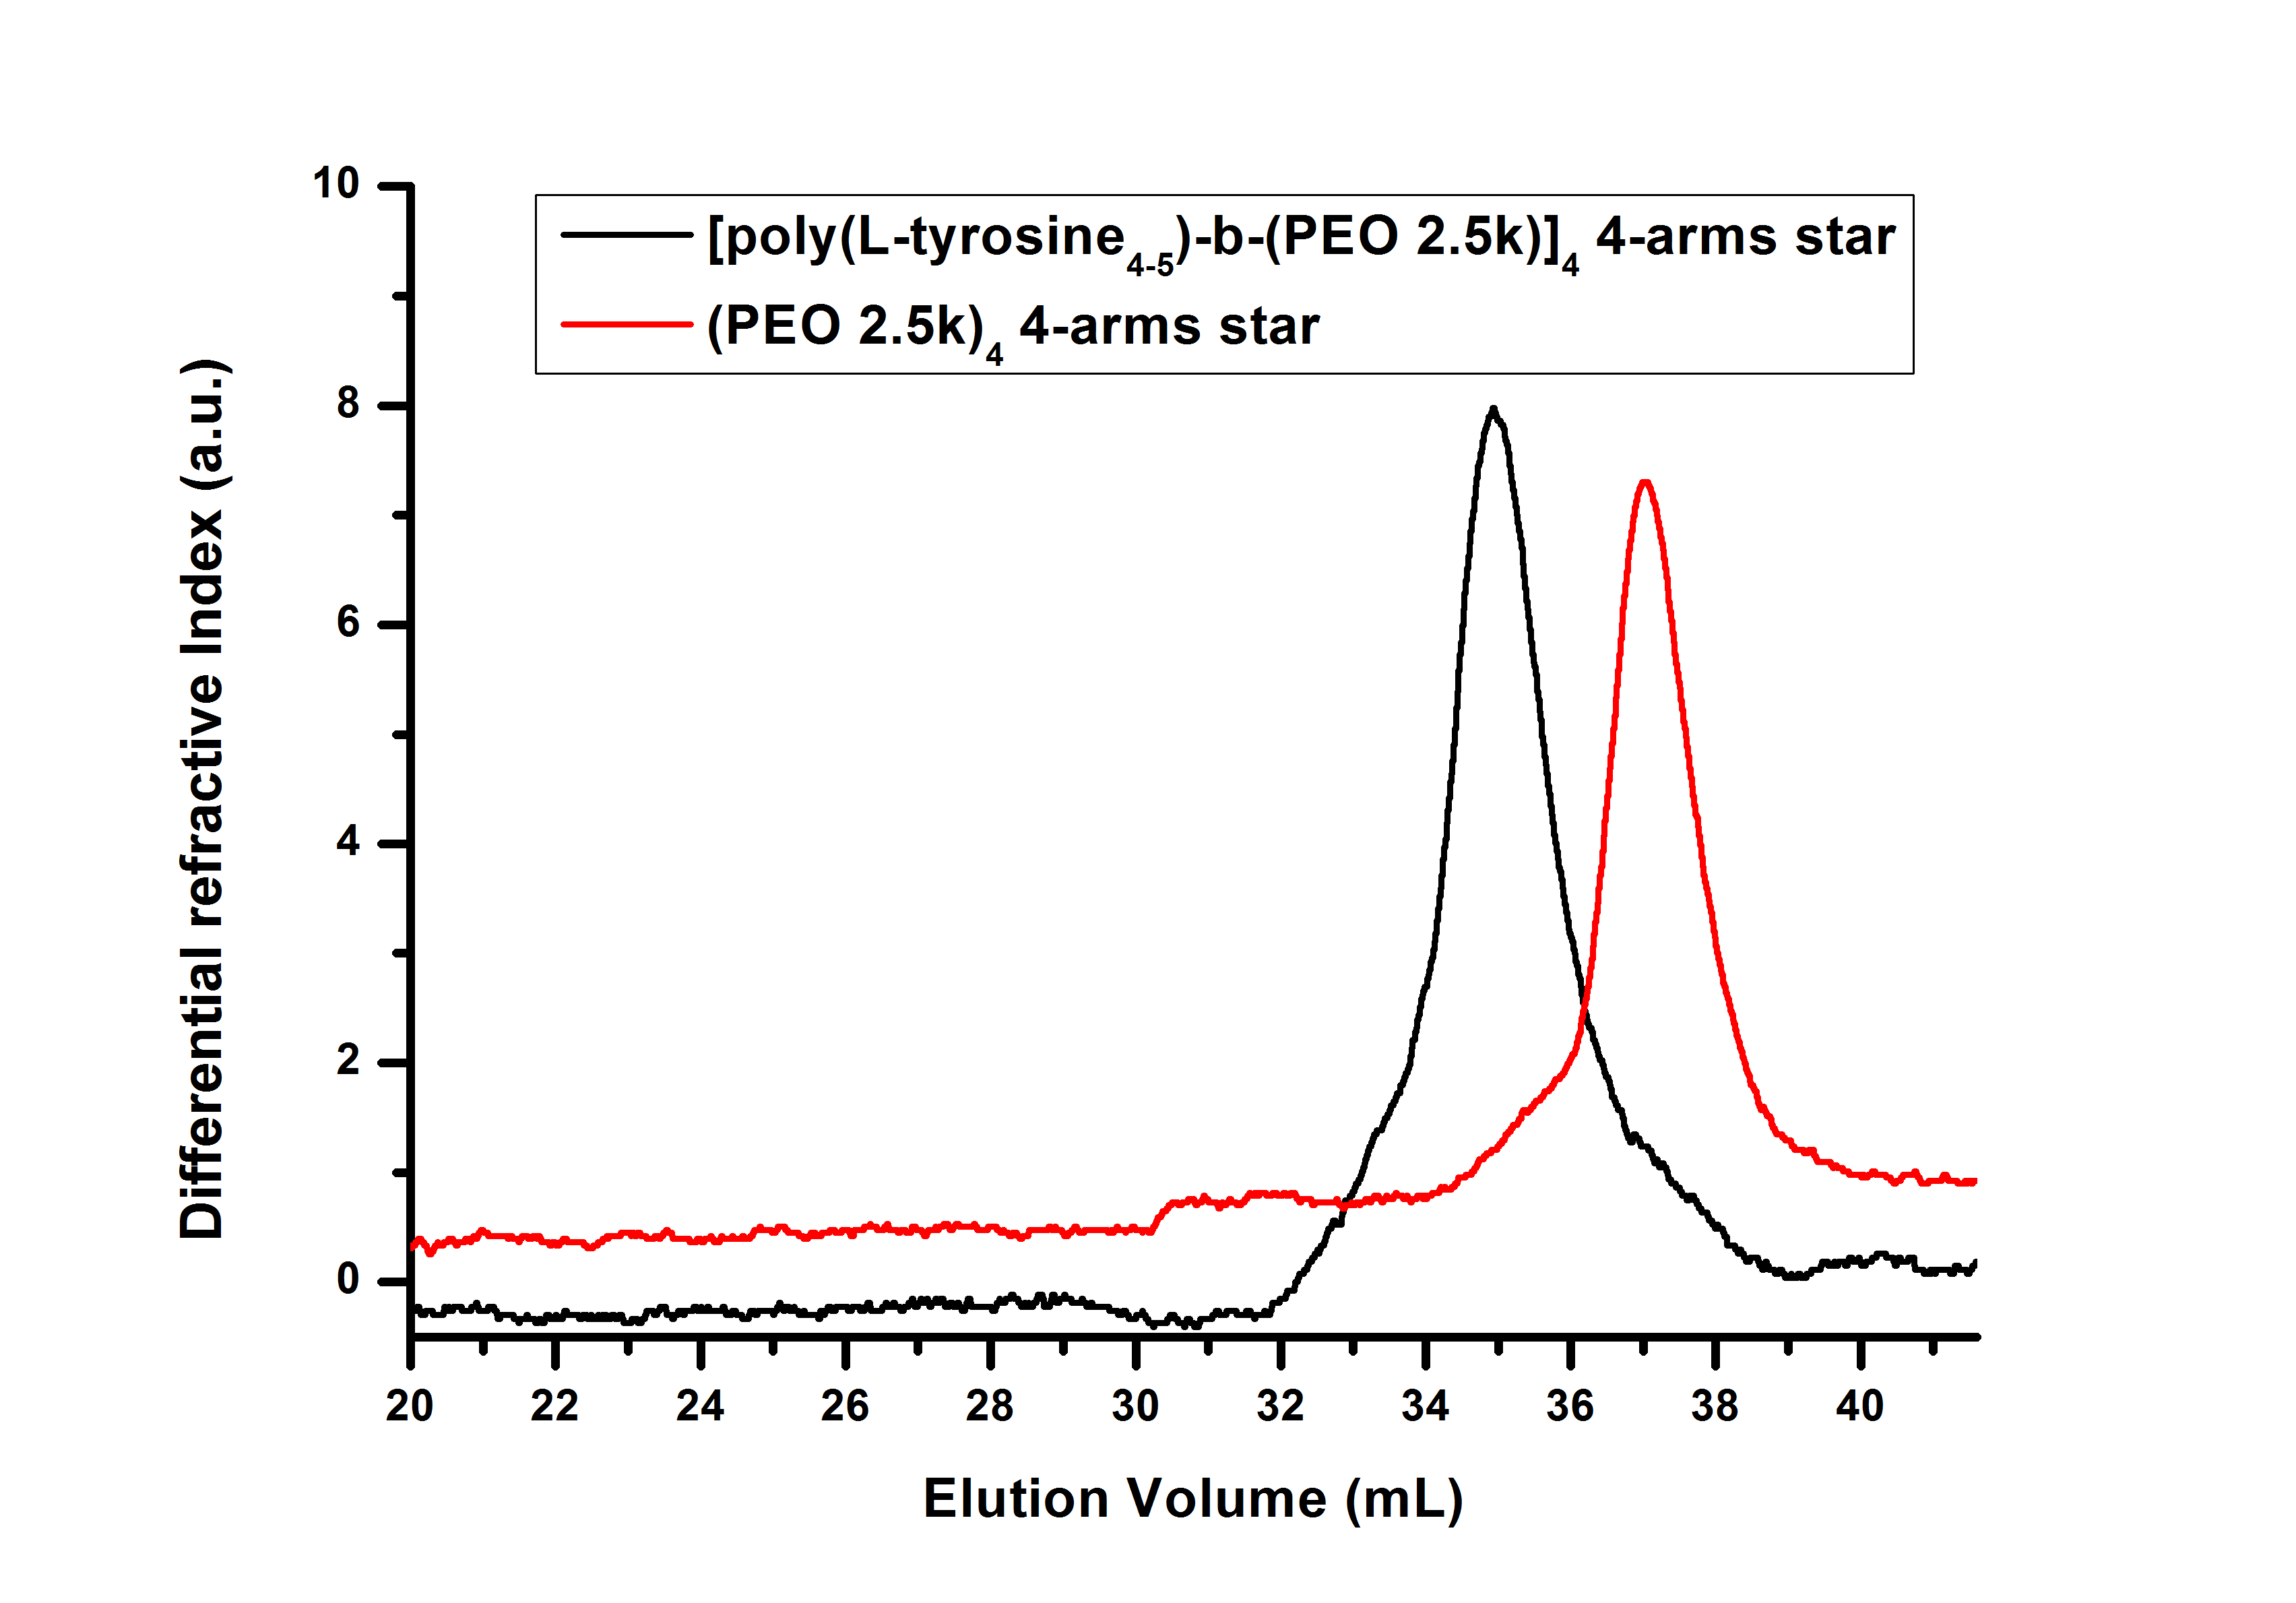 [poly(L-tyrosine4-5)-b-(PEO 2.5k)]4 4-arms star
(PEO 2.5k)4 4-arms star
Differential refractive Index (a.u.)
10
8
6
4
2
0
20 22 24 26 28 30 32 34 36 38 40
Elution Volume (mL)